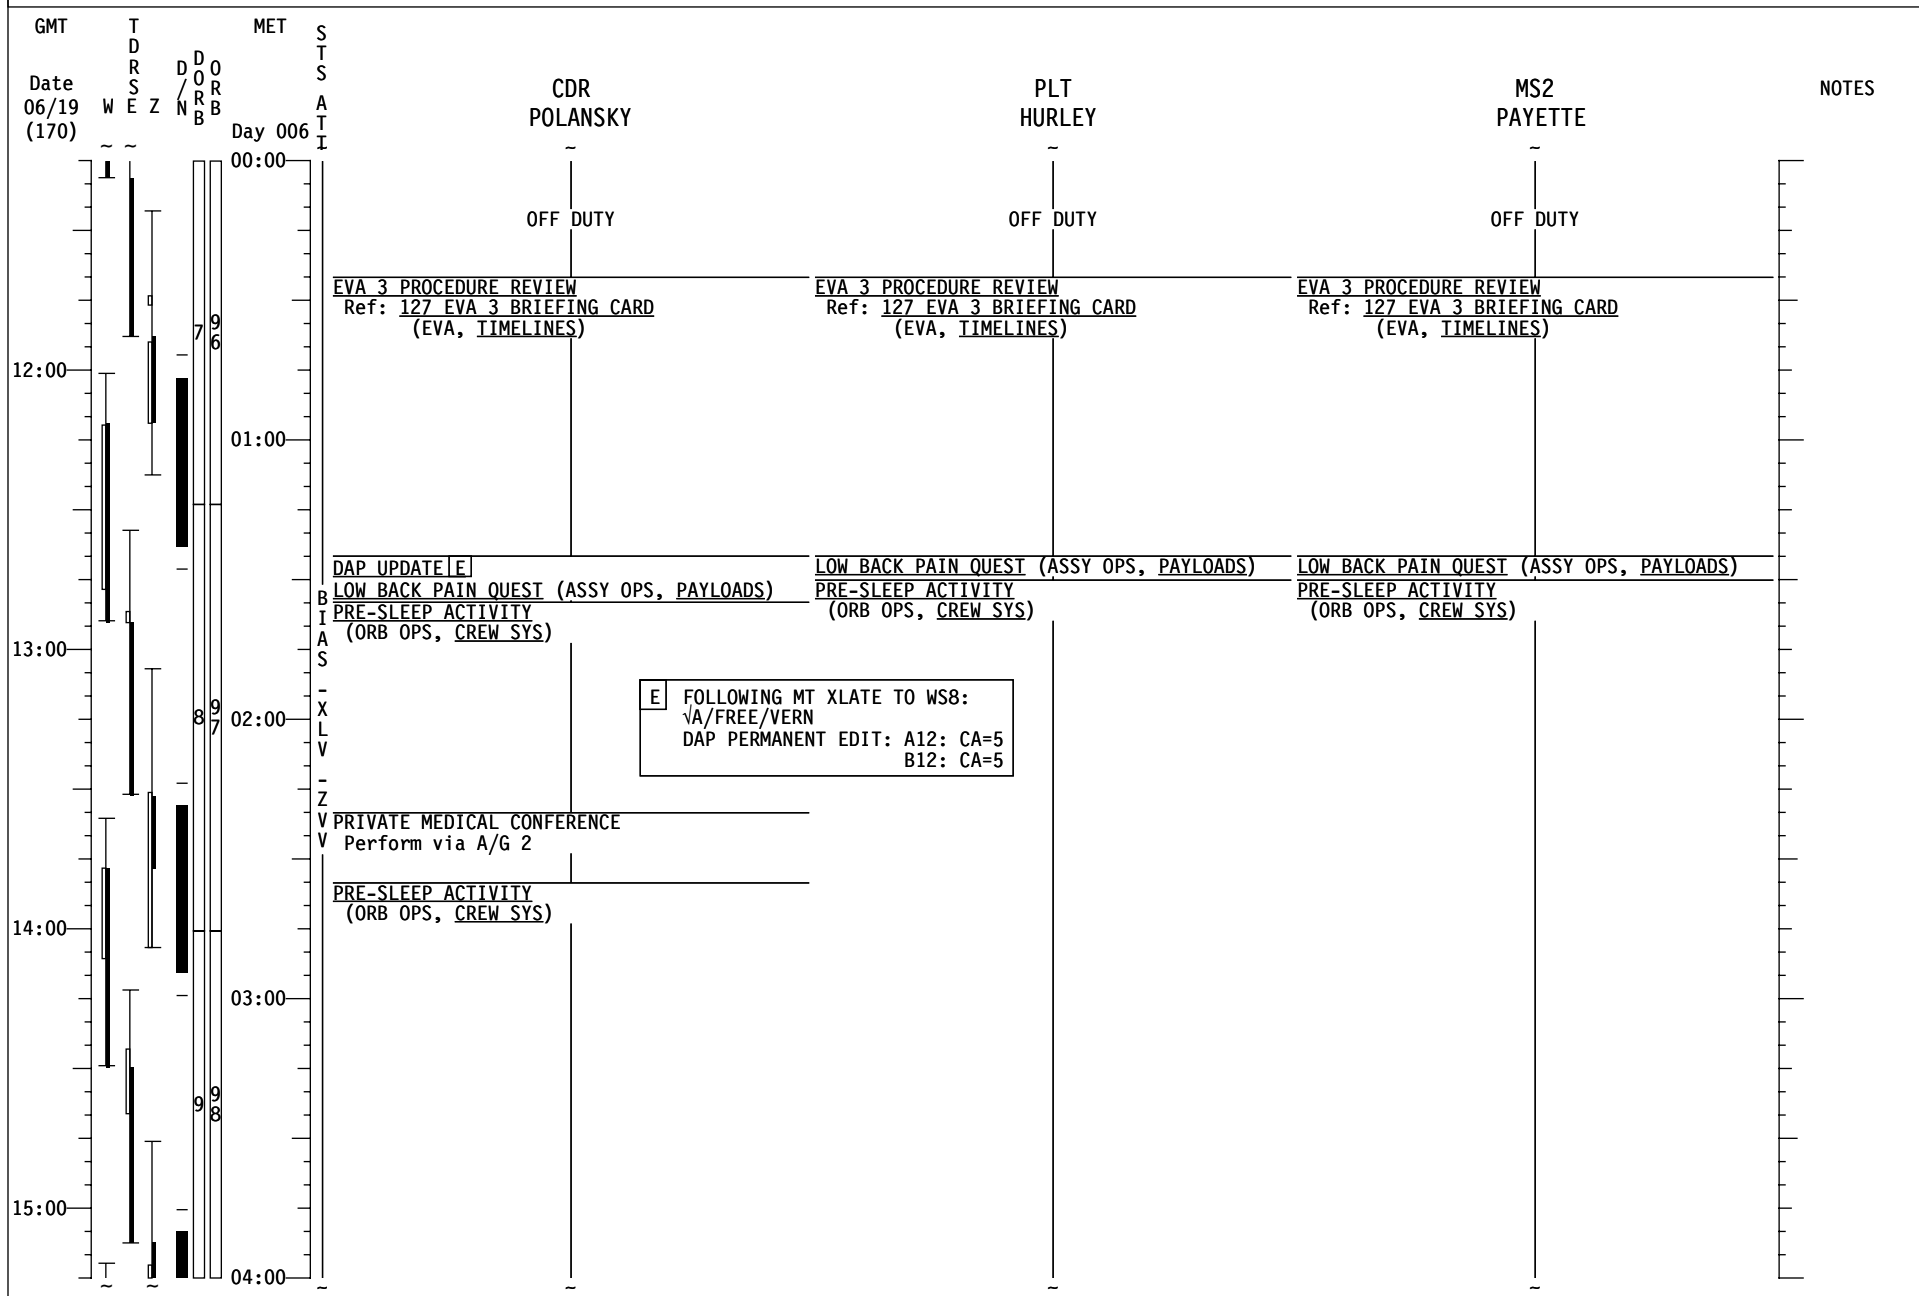 GMT
TDRS
MET
STS ATT
Date
06/19
(170)
W E Z
D/N
DORB
ORB
Day 006
CDR
POLANSKY
PLT
HURLEY
MS2
PAYETTE
NOTES
~ ~ ~ ~ ~
00:00
OFF DUTY OFF DUTY OFF DUTY
EVA 3 PROCEDURE REVIEW
Ref: 127 EVA 3 BRIEFING CARD
(EVA, TIMELINES)
EVA 3 PROCEDURE REVIEW
Ref: 127 EVA 3 BRIEFING CARD
(EVA, TIMELINES)
EVA 3 PROCEDURE REVIEW
Ref: 127 EVA 3 BRIEFING CARD
(EVA, TIMELINES)
7 96
12:00
01:00
DAP UPDATE E
LOW BACK PAIN QUEST (ASSY OPS, PAYLOADS)
PRE-SLEEP ACTIVITY
(ORB OPS, CREW SYS)
LOW BACK PAIN QUEST (ASSY OPS, PAYLOADS)
PRE-SLEEP ACTIVITY
(ORB OPS, CREW SYS)
LOW BACK PAIN QUEST (ASSY OPS, PAYLOADS)
PRE-SLEEP ACTIVITY
(ORB OPS, CREW SYS)
BIAS -XLV -ZVV
13:00
E FOLLOWING MT XLATE TO WS8:
√A/FREE/VERN
DAP PERMANENT EDIT: A12: CA=5
B12: CA=5
8 97
02:00
PRIVATE MEDICAL CONFERENCE
Perform via A/G 2
PRE-SLEEP ACTIVITY
(ORB OPS, CREW SYS)
14:00
03:00
9 98
15:00
04:00
~ ~ ~ ~ ~ ~